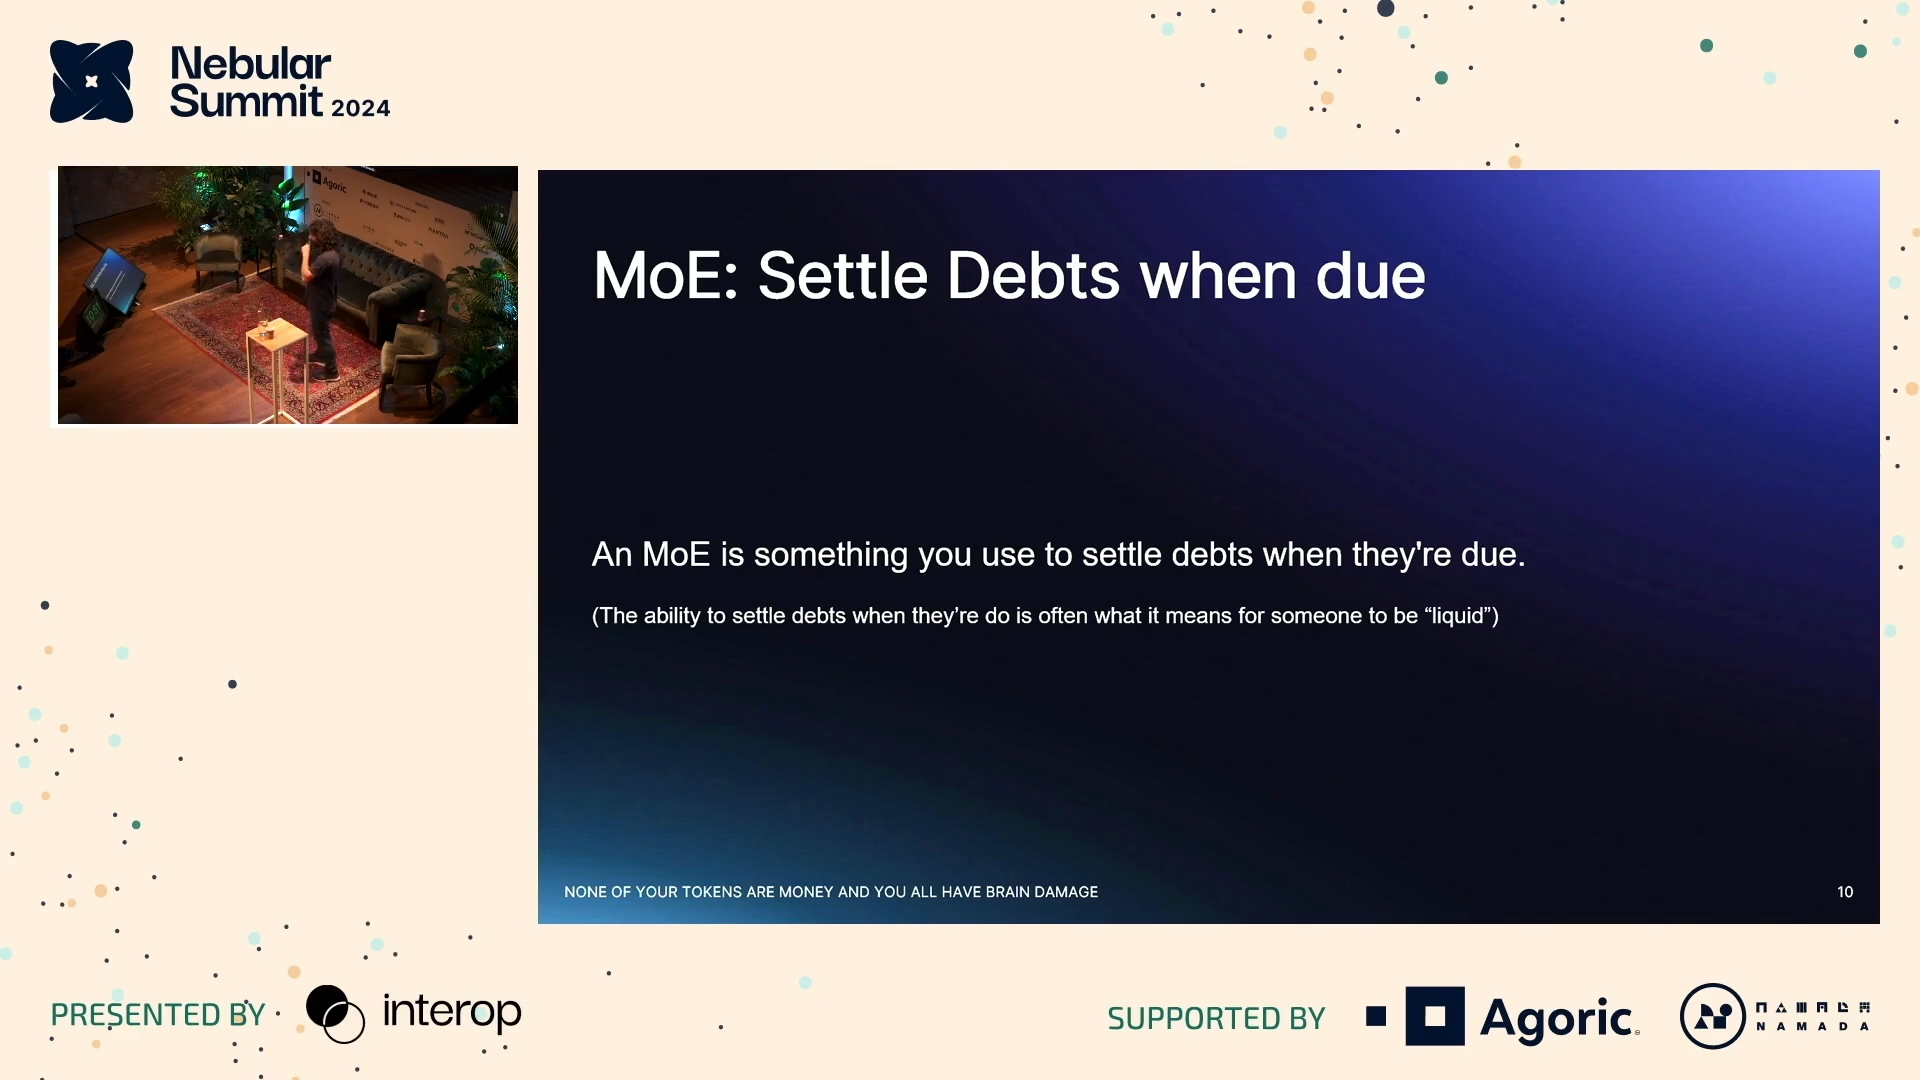 Nebular
Summit 2024
Agoric
MoE: Settle Debts when due
An MoE is something you use to settle debts when they're due.
(The ability to settle debts when they’re do is often what it means for someone to be “liquid”)
NONE OF YOUR TOKENS ARE MONEY AND YOU ALL HAVE BRAIN DAMAGE
10
PRESENTED BY
interop
SUPPORTED BY
Agoric
NAMADA